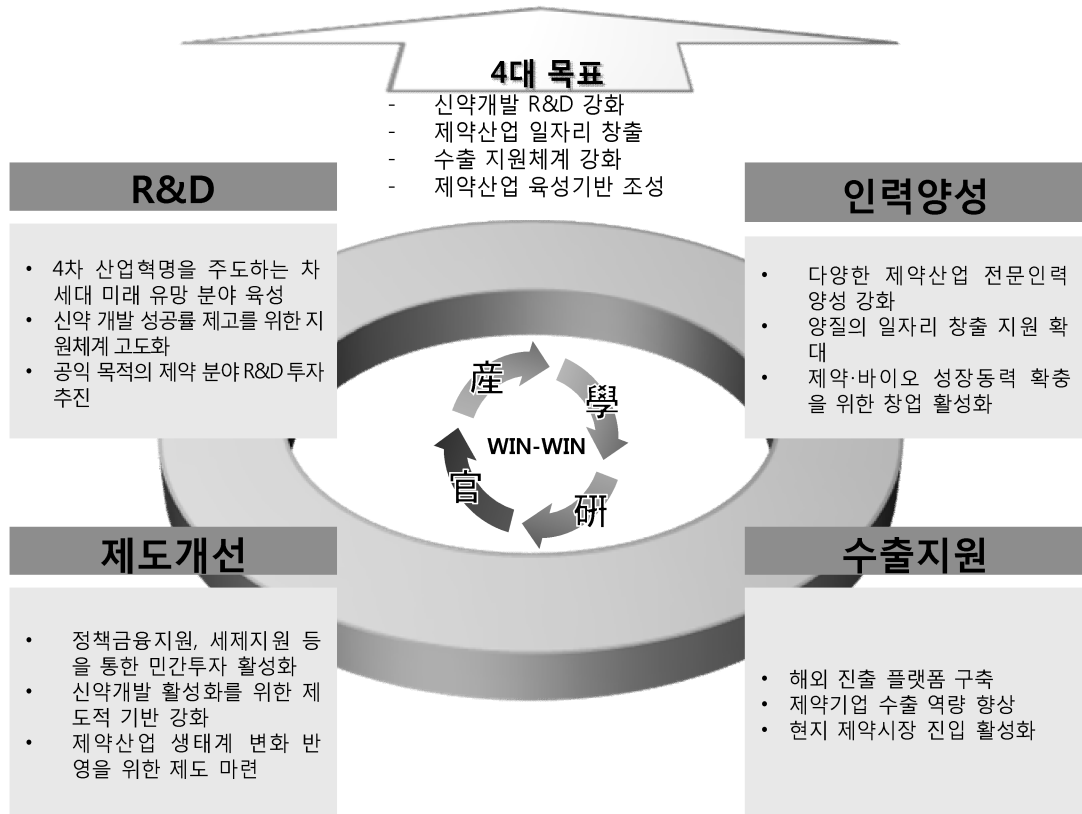 4대 목표
- 신약개발 R&D 강화
- 제약산업 일자리 창출
- 수출 지원체계 강화
- 제약산업 육성기반 조성
R&D
• 4차 산업혁명을 주도하는 차
세대 미래 유망 분야 육성
• 신약 개발 성공률 제고를 위한 지
원체계 고도화
• 공익 목적의 제약 분야 R&D 투자
추진
인력양성
• 다양한 제약산업 전문인력
양성 강화
• 양질의 일자리 창출 지원 확
대
• 제약·바이오 성장동력 확충
을 위한 창업 활성화
産
學
WIN-WIN
官
硏
제도개선
• 정책금융지원, 세제지원 등
을 통한 민간투자 활성화
• 신약개발 활성화를 위한 제
도적 기반 강화
• 제약산업 생태계 변화 반
영을 위한 제도 마련
수출지원
• 해외 진출 플랫폼 구축
• 제약기업 수출 역량 향상
• 현지 제약시장 진입 활성화